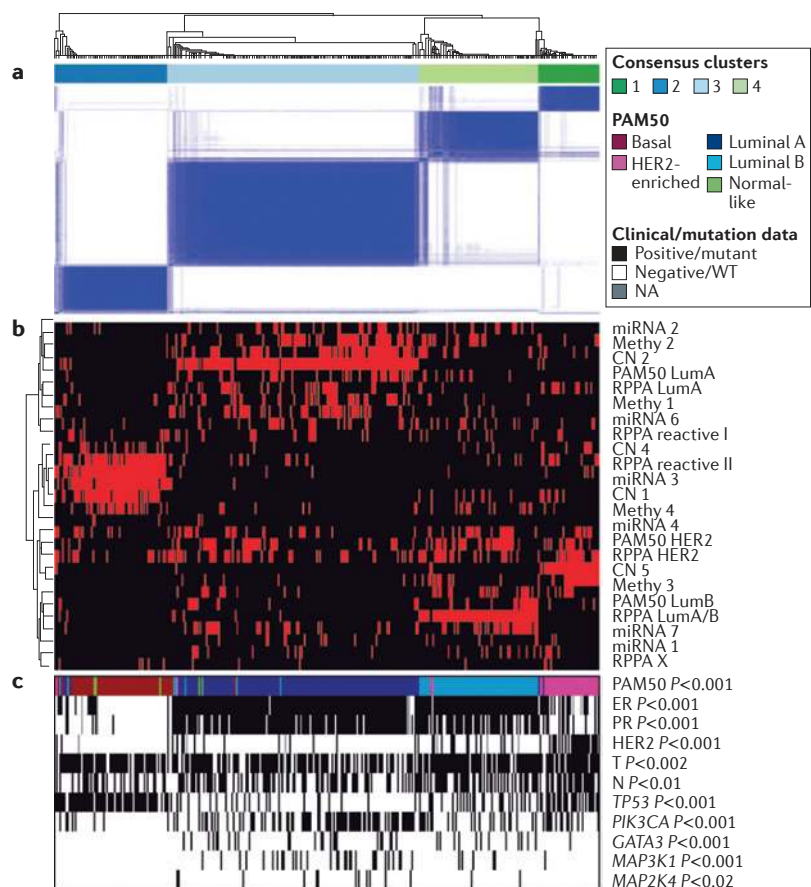 a
Consensus clusters
1 2 3 4
PAM50
Basal
Luminal A
HER2-
enriched
Luminal B
Normal-
like
Clinical/mutation data
Positive/mutant
Negative/WT
NA
b
miRNA 2
Methy 2
CN 2
PAM50 LumA
RPPA LumA
Methy 1
miRNA 6
RPPA reactive I
CN 4
RPPA reactive II
miRNA 3
CN 1
Methy 4
miRNA 4
PAM50 HER2
RPPA HER2
CN 5
Methy 3
PAM50 LumB
RPPA LumA/B
miRNA 7
miRNA 1
RPPA X
c
PAM50 P<0.001
ER P<0.001
PR P<0.001
HER2 P<0.001
T P<0.002
N P<0.01
TP53 P<0.001
PIK3CA P<0.001
GATA3 P<0.001
MAP3K1 P<0.001
MAP2K4 P<0.02